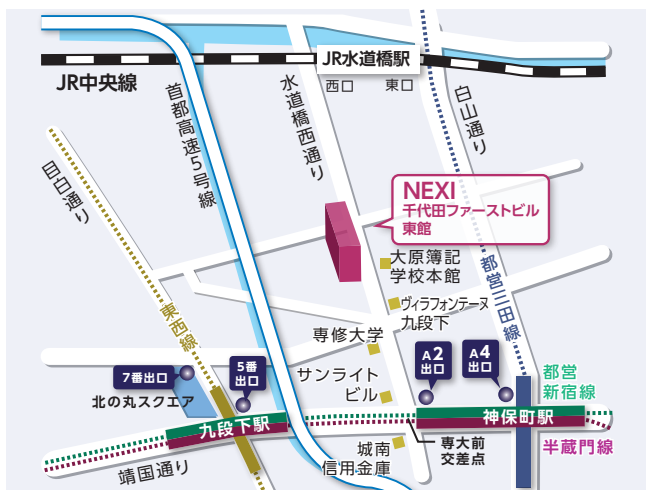 JR水道橋駅
西口
東口
JR中央線
首都高速5号線
水道橋西通り
白山通り
目白通り
NEXI
千代田ファーストビル
東館
大原簿記
学校本館
都営三田線
ヴィラフォンテーヌ
九段下
東西線
専修大学
A2
出口
A4
出口
7番出口
5番
出口
サンライト
ビル
都営
新宿線
北の丸スクエア
九段下駅
神保町駅
専大前
交差点
半蔵門線
城南
信用金庫
靖国通り